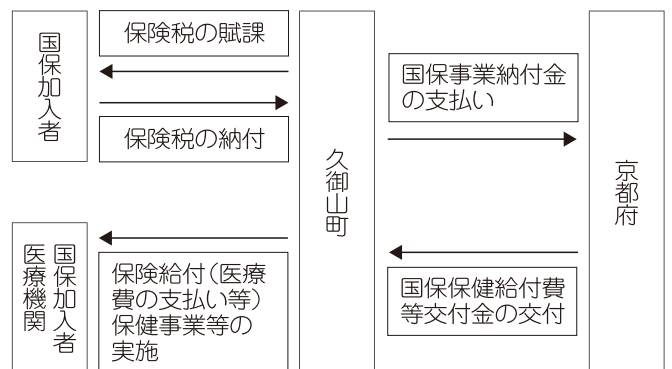 国保加入者
保険税の賦課
保険税の納付
久御山町
国保事業納付金
の支払い
京都府
国保加入者
医療機関
保険給付（医療
費の支払い等）
保健事業等の
実施
国保保健給付費
等交付金の交付